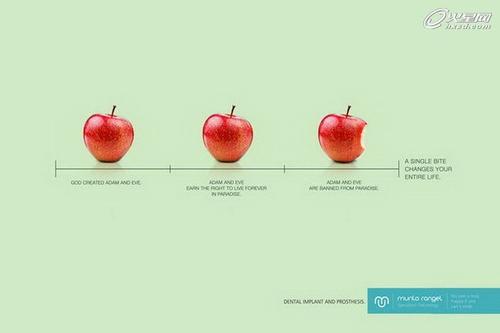 火星网
hxsd.com
GOD CREATED ADAM AND EVE.
ADAM AND EVE
EARN THE RIGHT TO LIVE FOREVER
IN PARADISE.
ADAM AND EVE
ARE BANNED FROM PARADISE.
A SINGLE BITE
CHANGES YOUR
ENTIRE LIFE.
DENTAL IMPLANT AND PROSTHESIS.
murilo rangel